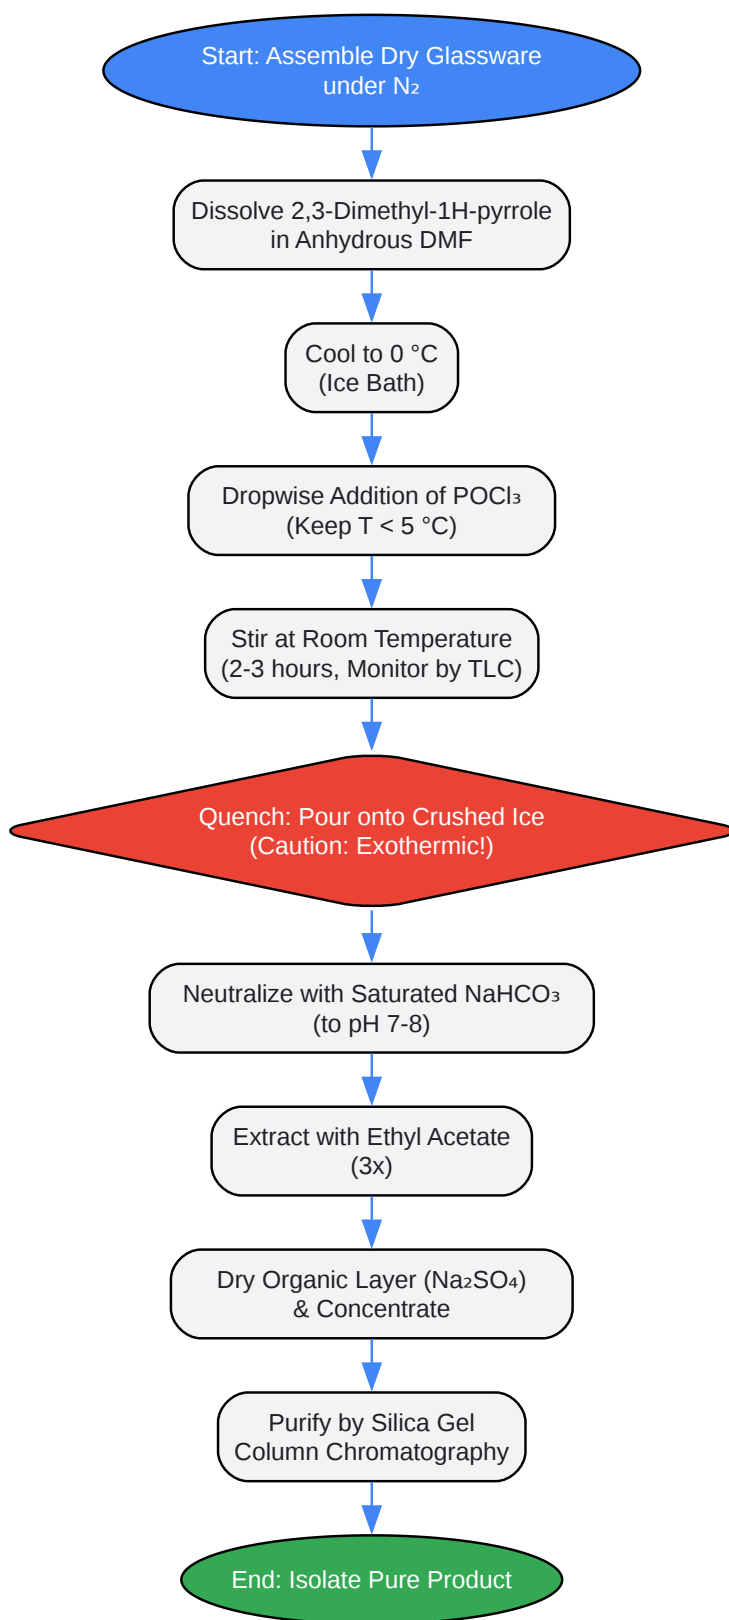 Start: Assemble Dry Glassware
under N₂
Dissolve 2,3-Dimethyl-1H-pyrrole
in Anhydrous DMF
Cool to 0 °C
(Ice Bath)
Dropwise Addition of POCl₃
(Keep T < 5 °C)
Stir at Room Temperature
(2-3 hours, Monitor by TLC)
Quench: Pour onto Crushed Ice
(Caution: Exothermic!)
Neutralize with Saturated NaHCO₃
(to pH 7-8)
Extract with Ethyl Acetate
(3x)
Dry Organic Layer (Na₂SO₄)
& Concentrate
Purify by Silica Gel
Column Chromatography
End: Isolate Pure Product